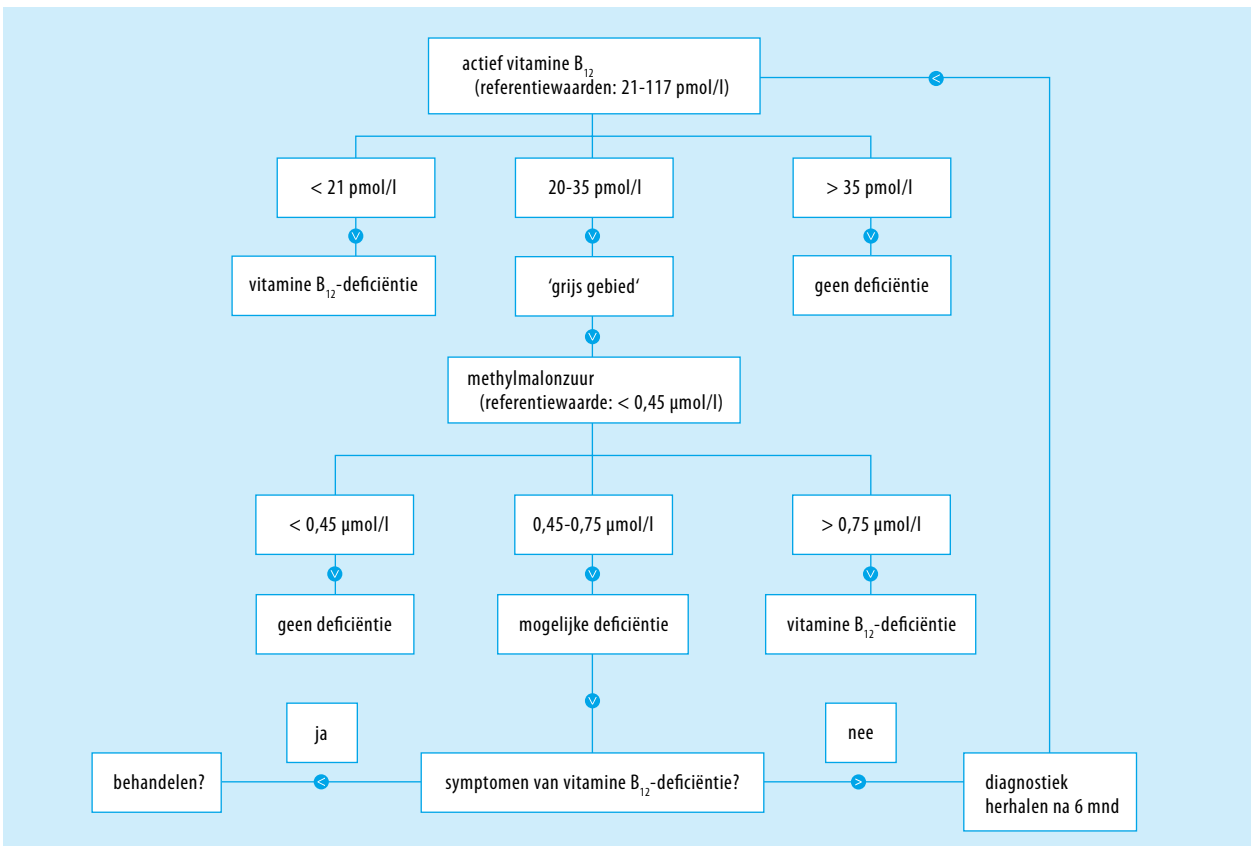 actief vitamine B12
(referentiewaarden: 21-117 pmol/l)
< 21 pmol/l
20-35 pmol/l
> 35 pmol/l
vitamine B12-deficiëntie
‘grijs gebied‘
geen deficiëntie
methylmalonzuur
(referentiewaarde: < 0,45 µmol/l)
< 0,45 µmol/l
0,45-0,75 µmol/l
> 0,75 µmol/l
geen deficiëntie
mogelijke deficiëntie
vitamine B12-deficiëntie
ja
nee
behandelen?
symptomen van vitamine B12-deficiëntie?
diagnostiek
herhalen na 6 mnd